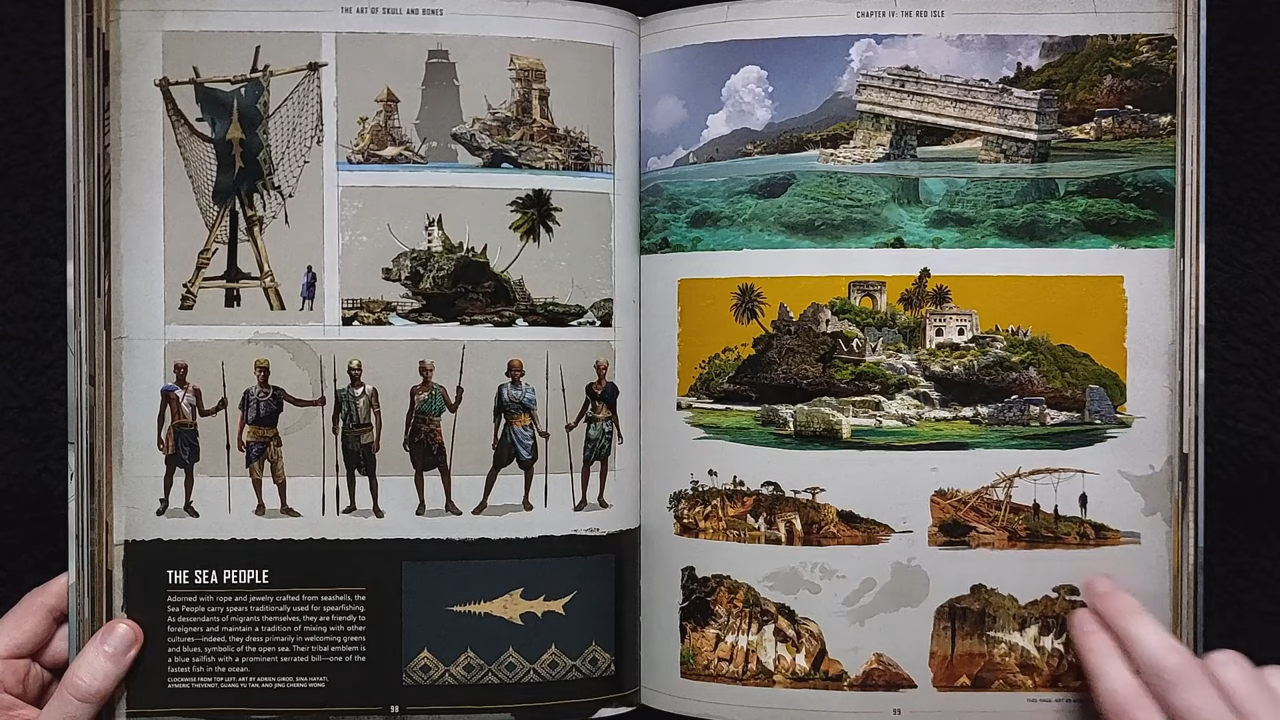 THE ART OF SKULL AND BONES
CHAPTER IV: THE RED ISLE
THE SEA PEOPLE
Adorned with rope and jewelry crafted from seashells, the
Sea People carry spears traditionally used for spearfishing.
As descendants of migrants themselves, they are friendly to
foreigners and maintain a tradition of mixing with other
cultures—indeed, they dress primarily in welcoming greens
and blues, symbolic of the open sea. Their tribal emblem is
a blue sailfish with a prominent serrated bill—one of the
fastest fish in the ocean.
CLOCKWISE FROM TOP LEFT: ART BY ADRIEN GIROD, SINA HAYATI,
AYMERIC THEVENOT, GUANG YU TAN, AND JING CHERNG WONG
98
THIS PAGE: ART BY
99